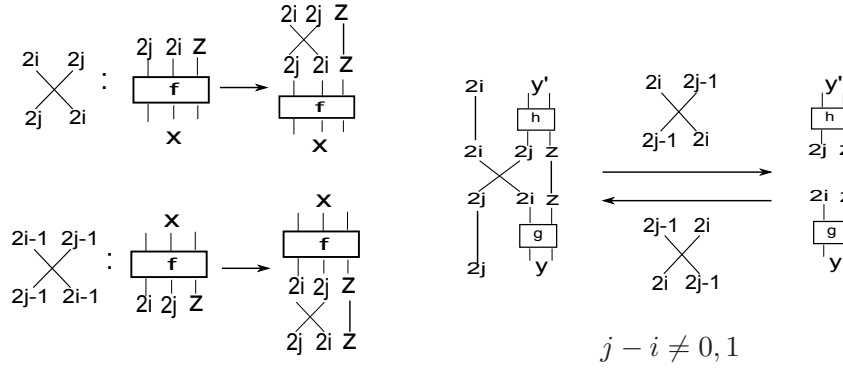 2i 2j
2j 2i
:
2j 2i Z
f
X
2i 2j Z
2j 2i Z
f
X
2i-1 2j-1
2j-1 2i-1
:
X
f
2i 2j Z
X
f
2i 2j Z
2j 2i Z
2i y'
h
2i 2j Z
2j 2i Z
g
2j y
2i 2j-1
2j-1 2i
2j-1 2i
2i 2j-1
y'
h
2j z
2i z
g
y
j − i ≠ 0, 1